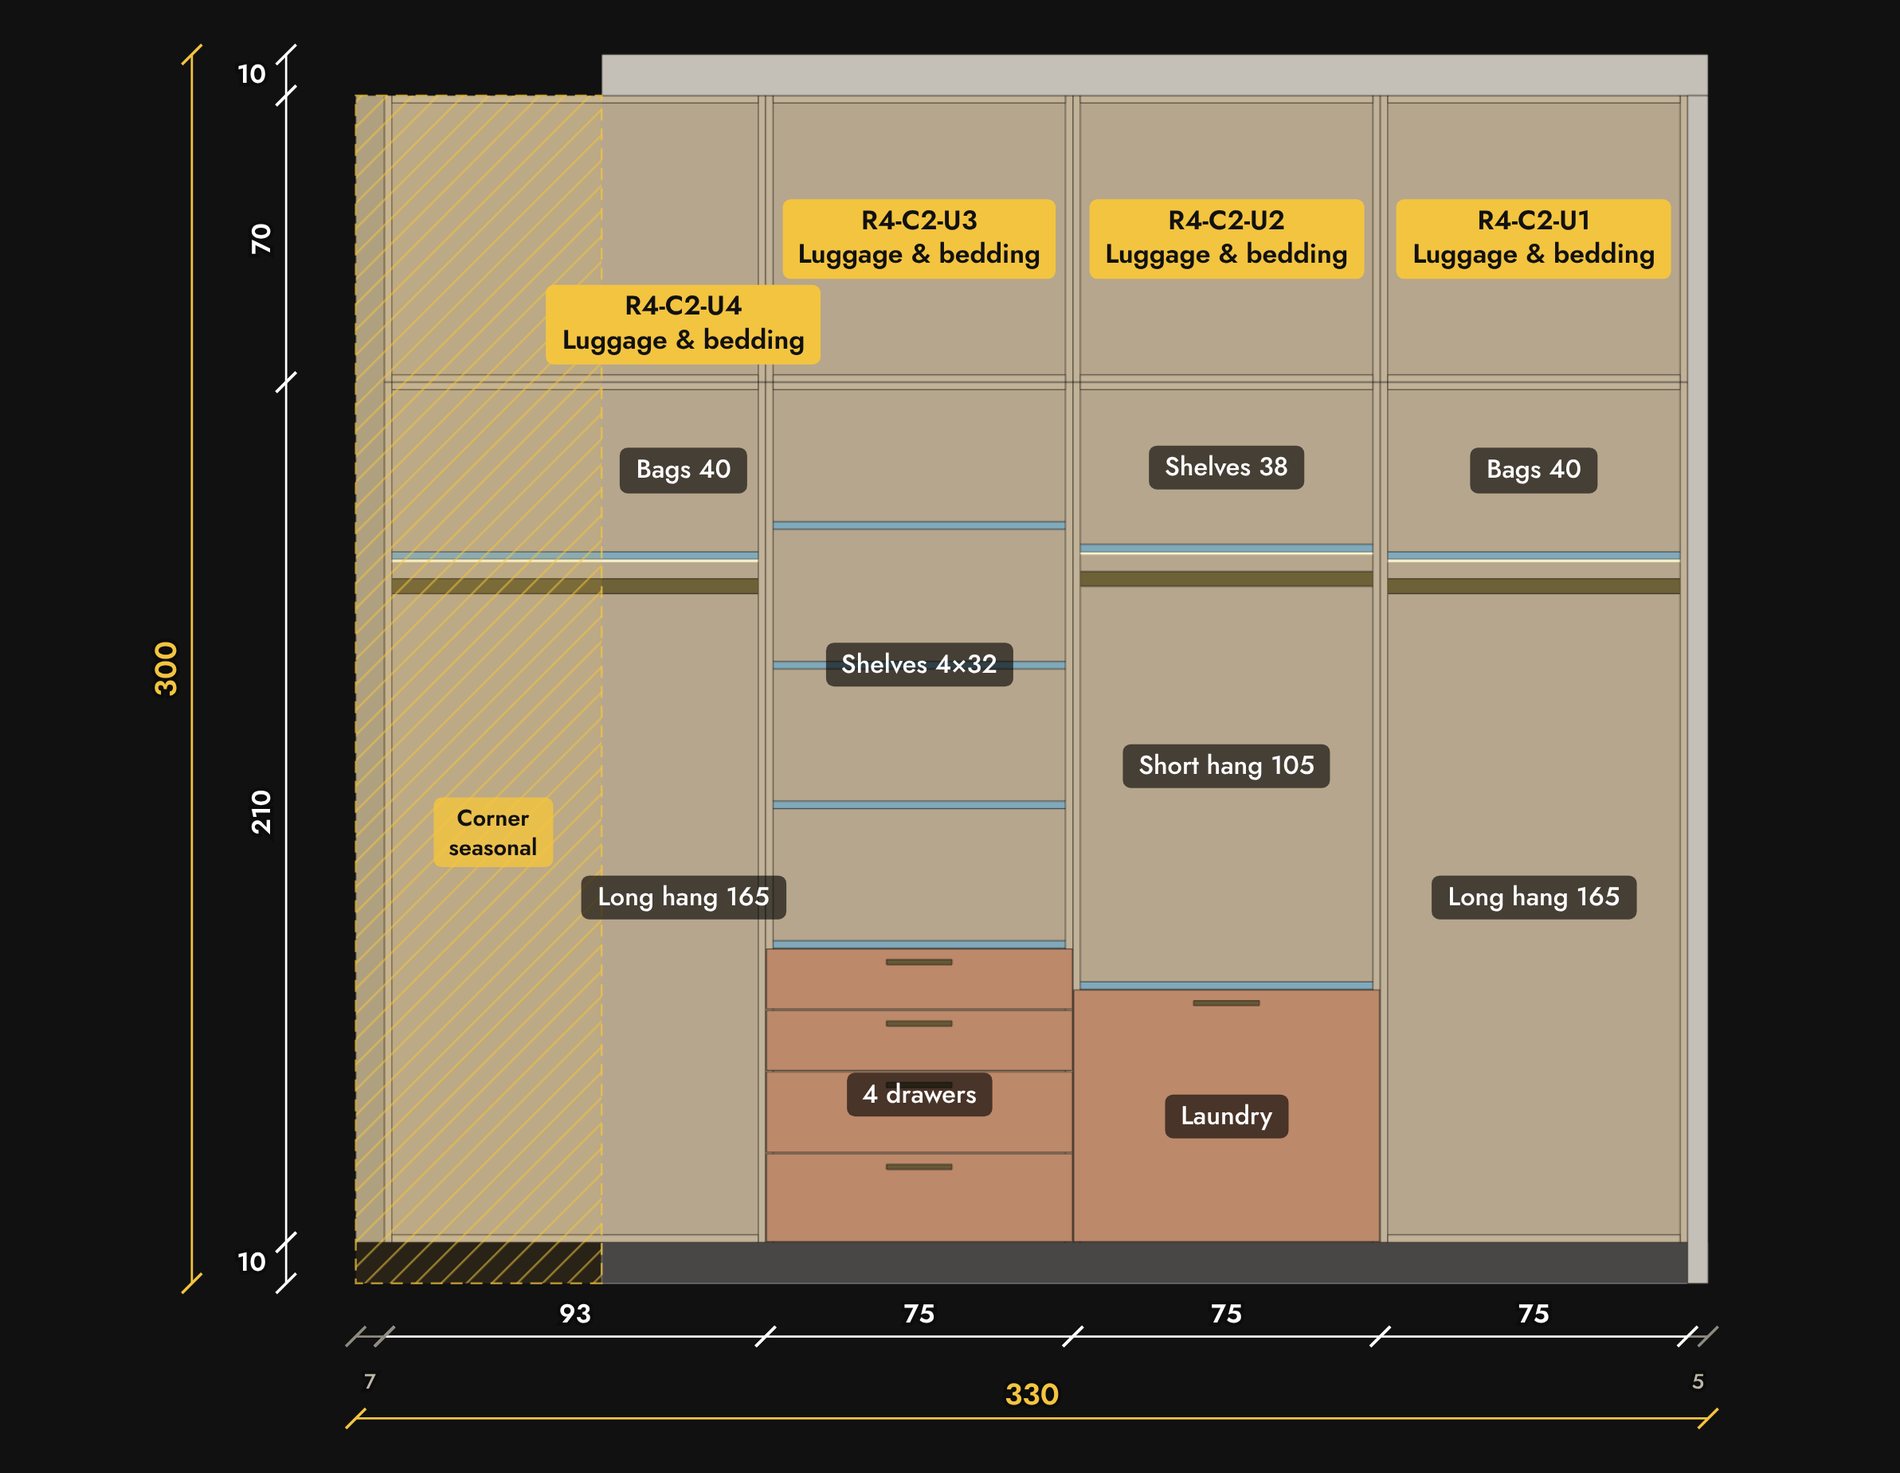 10
R4-C2-U3
Luggage & bedding
R4-C2-U2
Luggage & bedding
R4-C2-U1
Luggage & bedding
70
R4-C2-U4
Luggage & bedding
Bags 40
Shelves 38
Bags 40
300
Shelves 4×32
Short hang 105
210
Corner
seasonal
Long hang 165
Long hang 165
4 drawers
Laundry
10
93
75
75
75
7
330
5